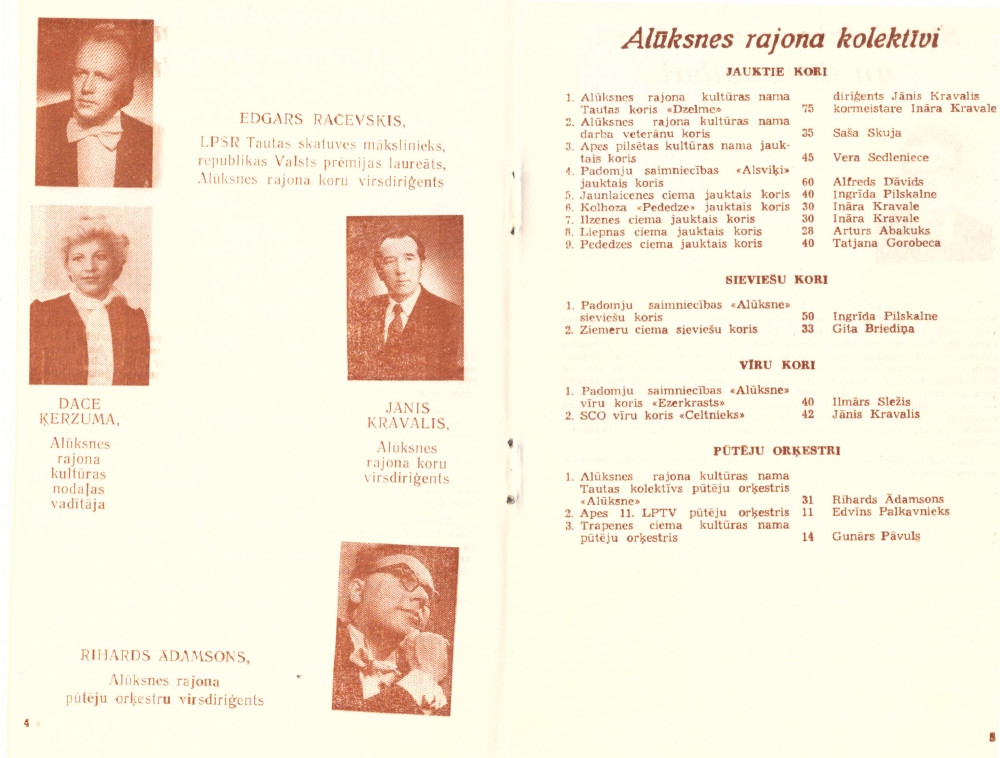 EDGARS RAČEVSKIS,
LPSR Tautas skatuves mākslinieks,
republikas Valsts prēmijas laureāts,
Alūksnes rajona koru virsdiriģents
DACE
ĶERZUMA,
Alūksnes
rajona
kultūras
nodaļas
vadītāja
JĀNIS
KRAVALIS,
Alūksnes
rajona koru
virsdiriģents
RIHARDS ĀDAMSONS,
Alūksnes rajona
pūtēju orķestru virsdiriģents
4
Alūksnes rajona kolektīvi
JAUKTIE KORI
1. Alūksnes rajona kultūras nama diriģents Jānis Kravalis
Tautas koris «Dzelme» 75 kormeistare Ināra Kravale
2. Alūksnes rajona kultūras nama
darba veterānu koris 35 Saša Skuja
3. Apes pilsētas kultūras nama jauk-
tais koris 45 Vera Sedleniece
4. Padomju saimniecības «Alsviķi»
jauktais koris 60 Alfreds Dāvids
5. Jaunlaicenes ciema jauktais koris 40 Ingrīda Pilskalne
6. Kolhoza «Pededze» jauktais koris 30 Ināra Kravale
7. Ilzenes ciema jauktais koris 30 Ināra Kravale
8. Liepnas ciema jauktais koris 28 Arturs Abakuks
9. Pededzes ciema jauktais koris 40 Tatjana Gorobeca
SIEVIEŠU KORI
1. Padomju saimniecības «Alūksne»
sieviešu koris 50 Ingrīda Pilskalne
2. Ziemeru ciema sieviešu koris 33 Gita Briediņa
VĪRU KORI
1. Padomju saimniecības «Alūksne»
vīru koris «Ezerkrasts» 40 Ilmārs Sležis
2. SCO vīru koris «Celtnieks» 42 Jānis Kravalis
PŪTĒJU ORĶESTRI
1. Alūksnes rajona kultūras nama
Tautas kolektīvs pūtēju orķestris
«Alūksne» 31 Rihards Ādamsons
2. Apes 11. LPTV pūtēju orķestris 11 Edvīns Palkavnieks
3. Trapenes ciema kultūras nama
pūtēju orķestris 14 Gunārs Pāvuls